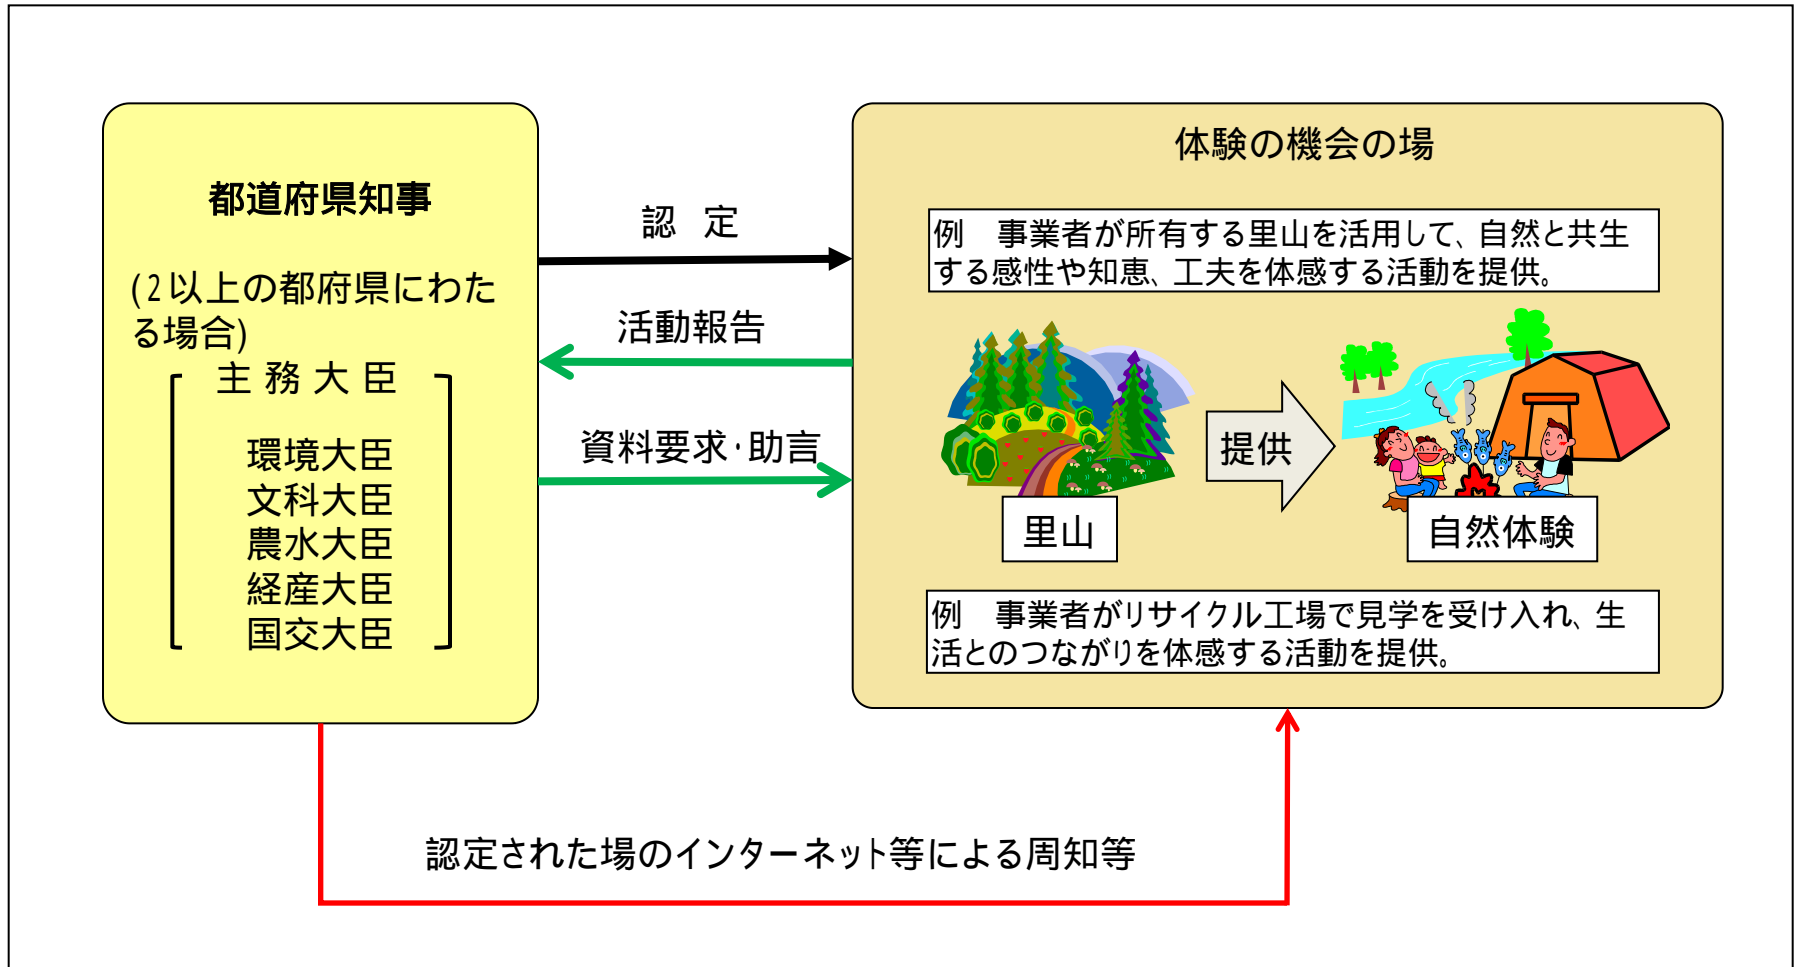 都道府県知事
(2以上の都府県にわた
る場合)
主 務 大 臣
環境大臣
文科大臣
農水大臣
経産大臣
国交大臣
認 定
活動報告
資料要求・助言
体験の機会の場
例　事業者が所有する里山を活用して、自然と共生
する感性や知恵、工夫を体感する活動を提供。
提供
里山
自然体験
例　事業者がリサイクル工場で見学を受け入れ、生
活とのつながりを体感する活動を提供。
認定された場のインターネット等による周知等